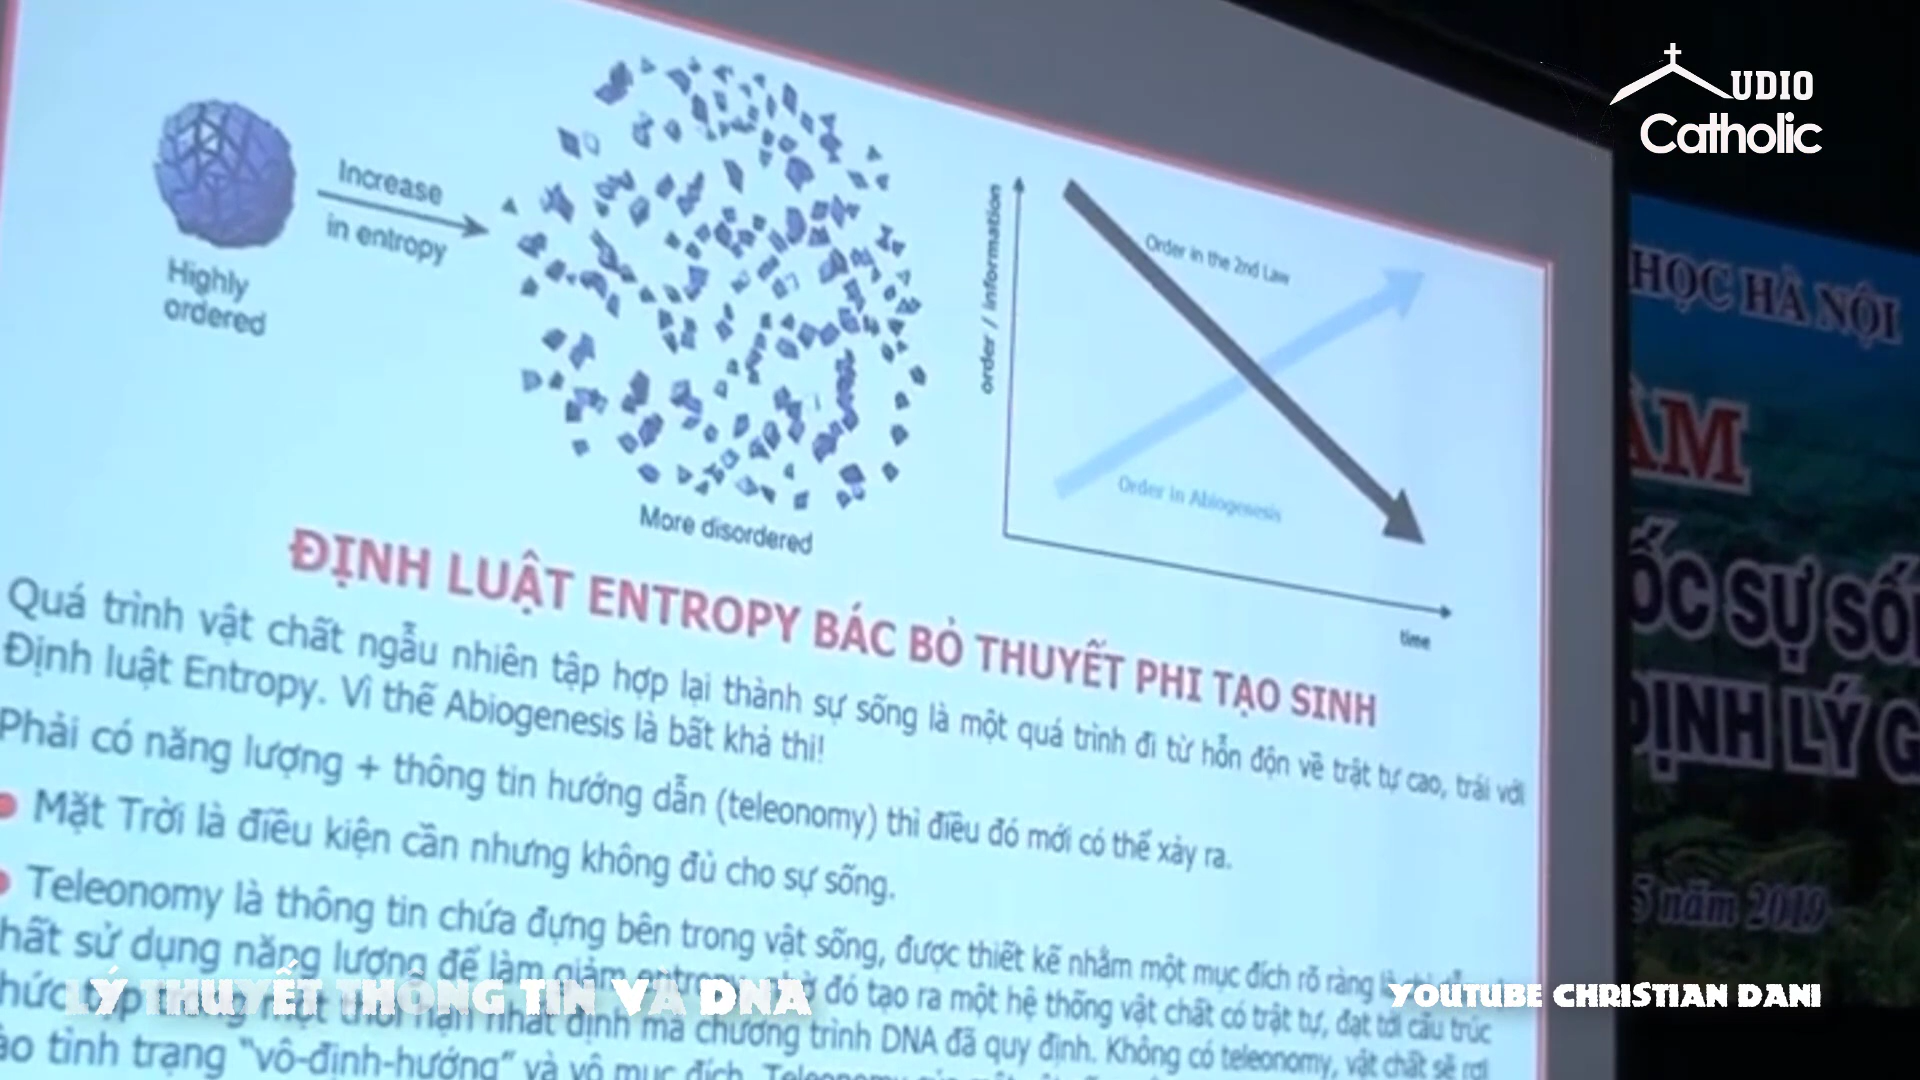 UDIO
Catholic
Increase
in entropy
Highly
ordered
More disordered
order / information
Order in the 2nd Law
Order in Abiogenesis
time
ĐỊNH LUẬT ENTROPY BÁC BỎ THUYẾT PHI TẠO SINH
Quá trình vật chất ngẫu nhiên tập hợp lại thành sự sống là một quá trình đi từ hỗn độn về trật tự cao, trái với
Định luật Entropy. Vì thế Abiogenesis là bất khả thi!
Phải có năng lượng + thông tin hướng dẫn (teleonomy) thì điều đó mới có thể xảy ra.
Mặt Trời là điều kiện cần nhưng không đủ cho sự sống.
Teleonomy là thông tin chứa đựng bên trong vật sống, được thiết kế nhằm một mục đích rõ ràng là
hất sử dụng năng lượng để làm giảm entropy, đó tạo ra một hệ thống vật chất có trật tự, đạt tới cấu trúc
nhất định mà chương trình DNA đã quy định. Không có teleonomy, vật chất sẽ rơi
ào tình trạng "vô-định-hướng" và vô mục đích.
HỌC HÀ NỘI
ÀM
ỐC SỰ SỐ
ĐỊNH LÝ G
5 năm 2019
LÝ THUYẾT THÔNG TIN VÀ DNA
YOUTUBE CHRISTIAN DANI